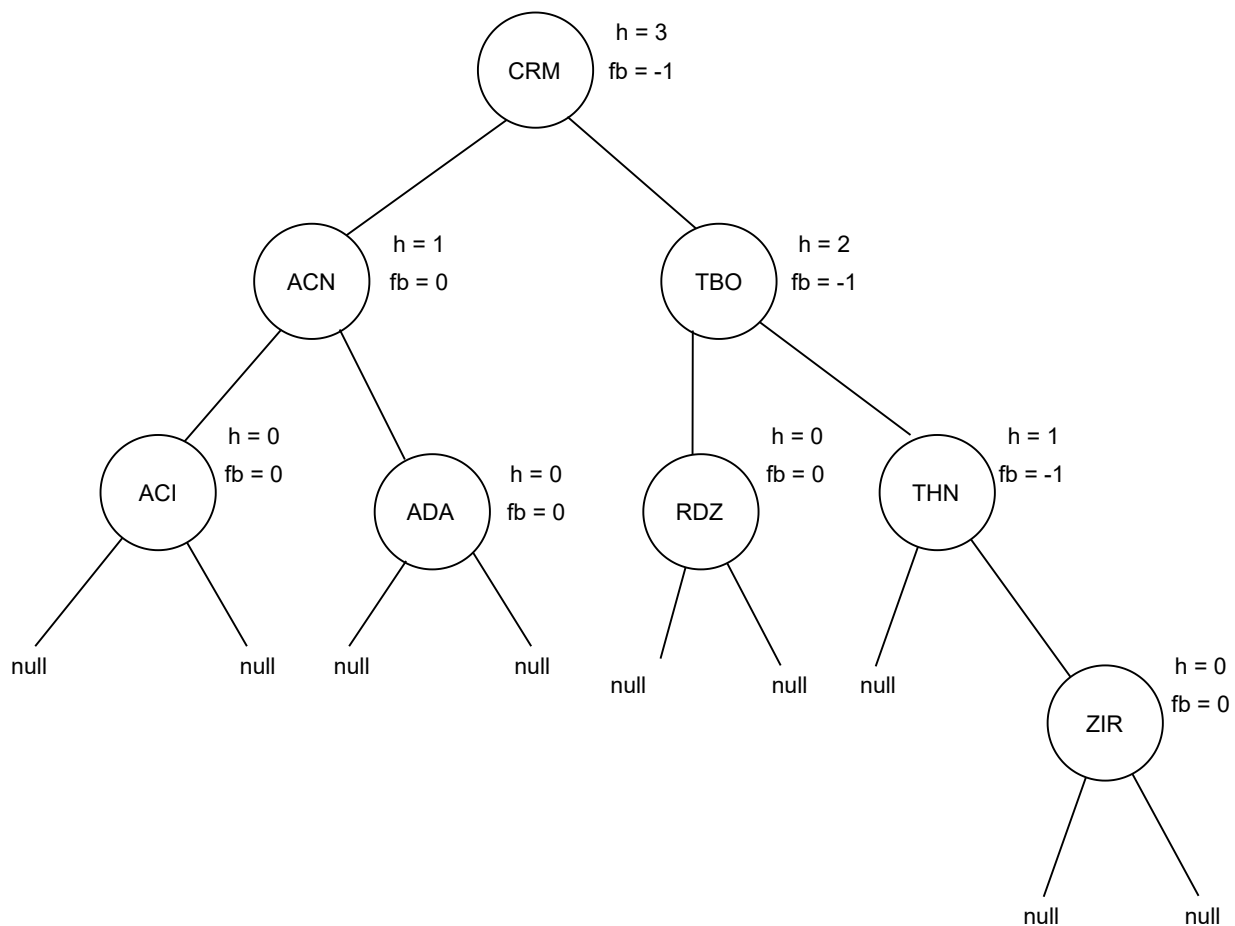 h = 3
CRM
fb = -1
h = 1
fb = 0
ACN
h = 2
fb = -1
TBO
h = 0
fb = 0
ACI
h = 0
fb = 0
ADA
h = 0
fb = 0
RDZ
h = 1
fb = -1
THN
null
null
null
null
null
null
null
h = 0
fb = 0
ZIR
null
null